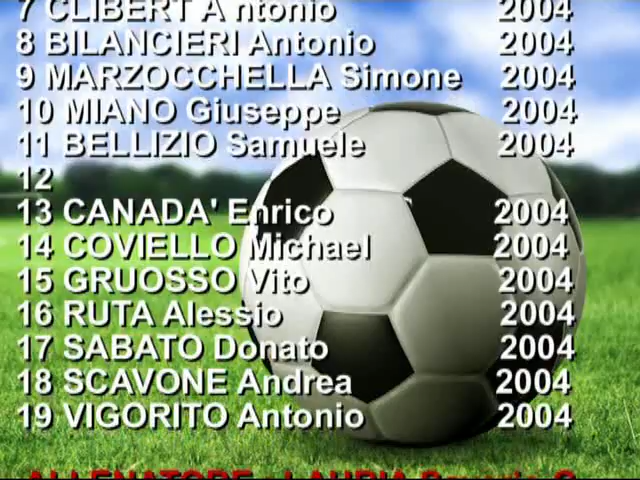 7 CLIBERT A ntonio 2004
8 BILANCIERI Antonio 2004
9 MARZOCCHELLA Simone 2004
10 MIANO Giuseppe 2004
11 BELLIZIO Samuele 2004
12
13 CANADA' Enrico 2004
14 COVIELLO Michael 2004
15 GRUOSSO Vito 2004
16 RUTA Alessio 2004
17 SABATO Donato 2004
18 SCAVONE Andrea 2004
19 VIGORITO Antonio 2004
ALLENATORE